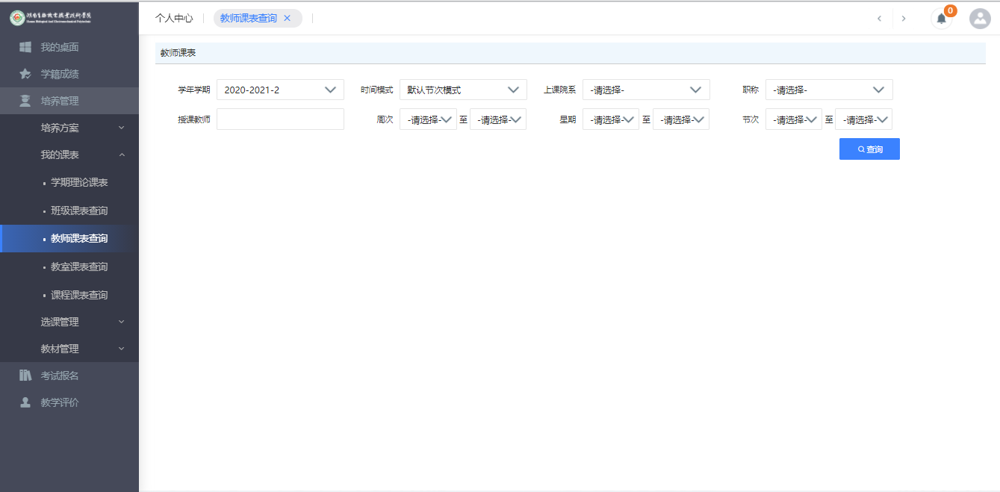 湖南生物机电职业技术学院
Hunan Biological And Electromechanical Polytechnic
个人中心
教师课表查询
0
我的桌面
学籍成绩
培养管理
培养方案
我的课表
学期理论课表
班级课表查询
教师课表查询
教室课表查询
课程课表查询
选课管理
教材管理
考试报名
教学评价
教师课表
学年学期 2020-2021-2 时间模式 默认节次模式 上课院系 -请选择- 职称 -请选择-
授课教师 周次 -请选择- 至 -请选择- 星期 -请选择- 至 -请选择- 节次 -请选择- 至 -请选择-
查询